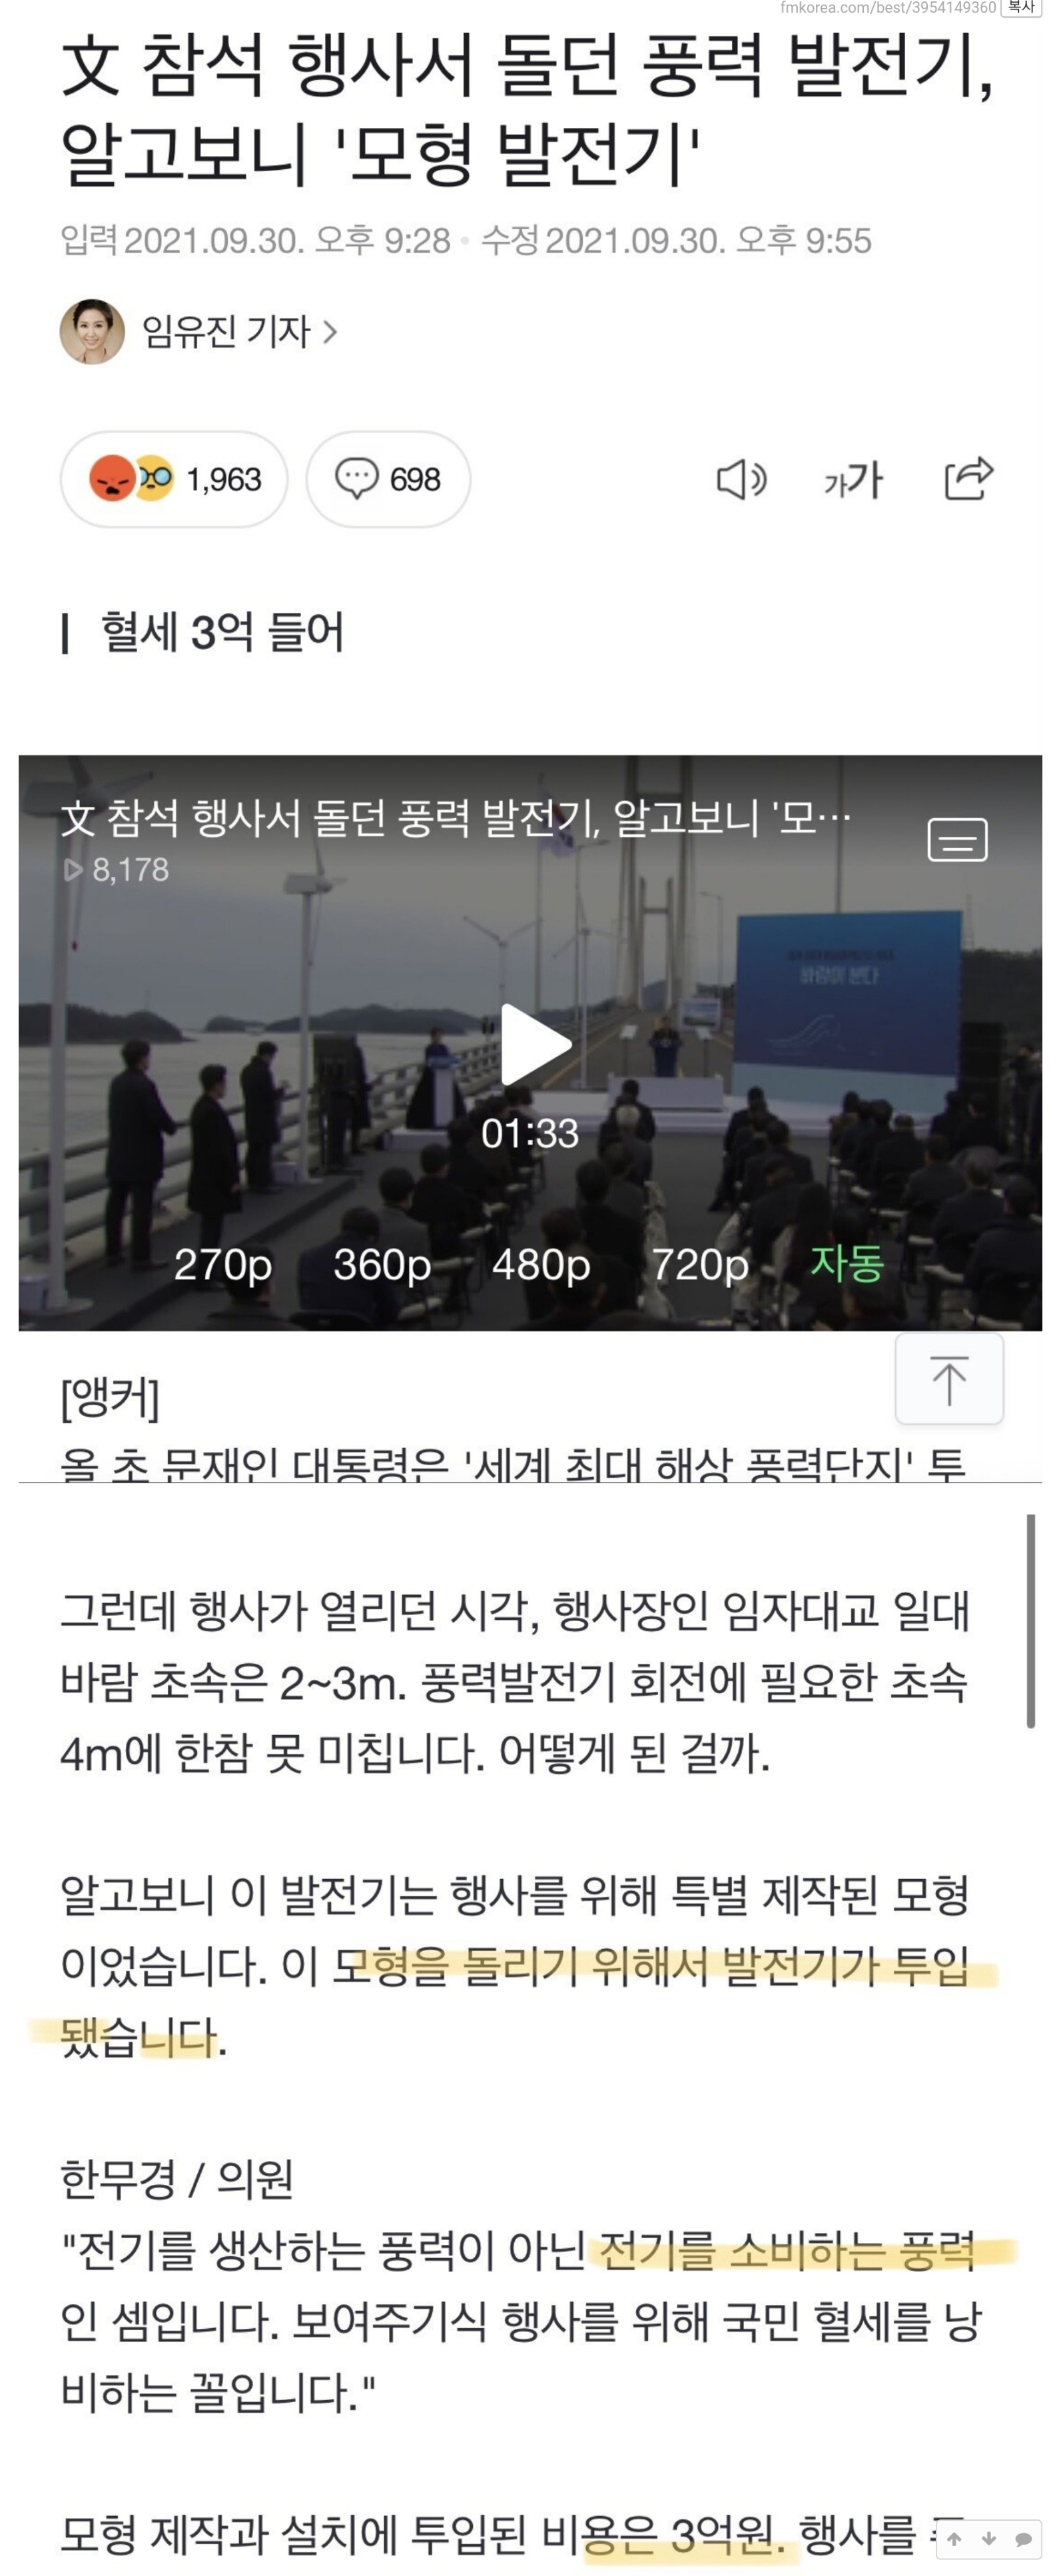 fmkorea.com/best/3954149360 복사
文 참석 행사서 돌던 풍력 발전기,
알고보니 '모형 발전기'
입력 2021.09.30. 오후 9:28 · 수정 2021.09.30. 오후 9:55
임유진 기자 >
1,963 698 가가
혈세 3억 들어
文 참석 행사서 돌던 풍력 발전기, 알고보니 '모…
8,178
바람이 분다
01:33
270p 360p 480p 720p 자동
[앵커]
올 초 문재인 대통령은 '세계 최대 해상 풍력단지' 투
그런데 행사가 열리던 시각, 행사장인 임자대교 일대
바람 초속은 2~3m. 풍력발전기 회전에 필요한 초속
4m에 한참 못 미칩니다. 어떻게 된 걸까.
알고보니 이 발전기는 행사를 위해 특별 제작된 모형
이었습니다. 이 모형을 돌리기 위해서 발전기가 투입
됐습니다.
한무경 / 의원
"전기를 생산하는 풍력이 아닌 전기를 소비하는 풍력
인 셈입니다. 보여주기식 행사를 위해 국민 혈세를 낭
비하는 꼴입니다."
모형 제작과 설치에 투입된 비용은 3억원. 행사를